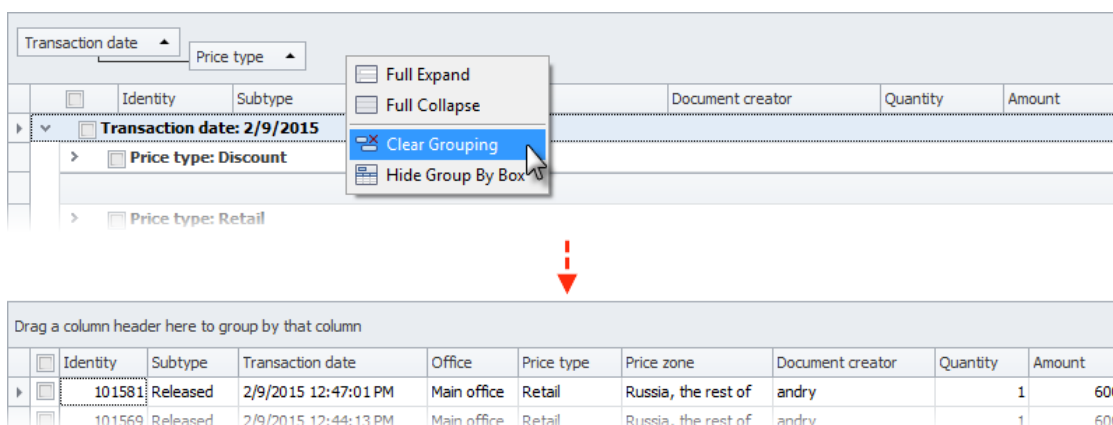 Transaction date
Price type
Full Expand
Full Collapse
Identity Subtype Document creator Quantity Amount
Transaction date: 2/9/2015
Clear Grouping
Price type: Discount
Hide Group By Box
Price type: Retail
Drag a column header here to group by that column
Identity Subtype Transaction date Office Price type Price zone Document creator Quantity Amount
101581 Released 2/9/2015 12:47:01 PM Main office Retail Russia, the rest of andry 1 600
101569 Released 2/9/2015 12:44:13 PM Main office Retail Russia, the rest of andry 1 600